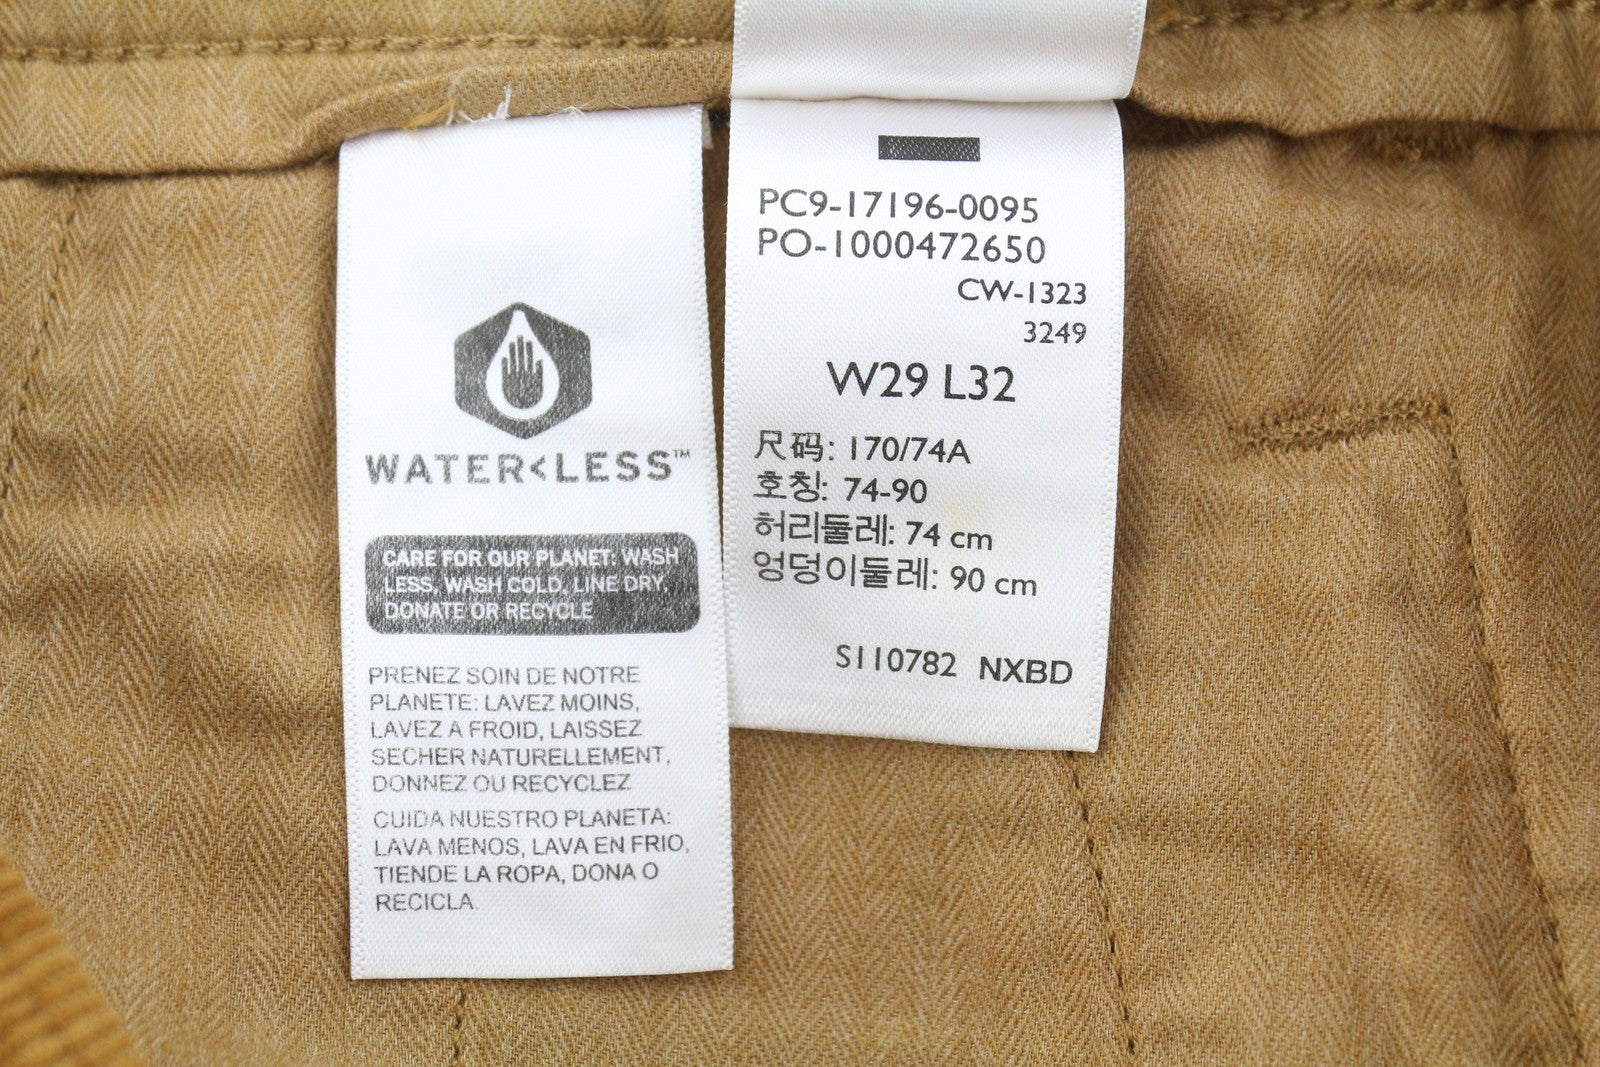 WATER<LESS™
CARE FOR OUR PLANET: WASH
LESS, WASH COLD, LINE DRY,
DONATE OR RECYCLE
PRENEZ SOIN DE NOTRE
PLANETE: LAVEZ MOINS,
LAVEZ A FROID, LAISSEZ
SECHER NATURELLEMENT,
DONNEZ OU RECYCLEZ
CUIDA NUESTRO PLANETA:
LAVA MENOS, LAVA EN FRIO,
TIENDE LA ROPA, DONA O
RECICLA.
PC9-17196-0095
PO-1000472650
CW-1323
3249
W29 L32
尺码: 170/74A
호칭: 74-90
허리둘레: 74 cm
엉덩이둘레: 90 cm
S110782 NXBD